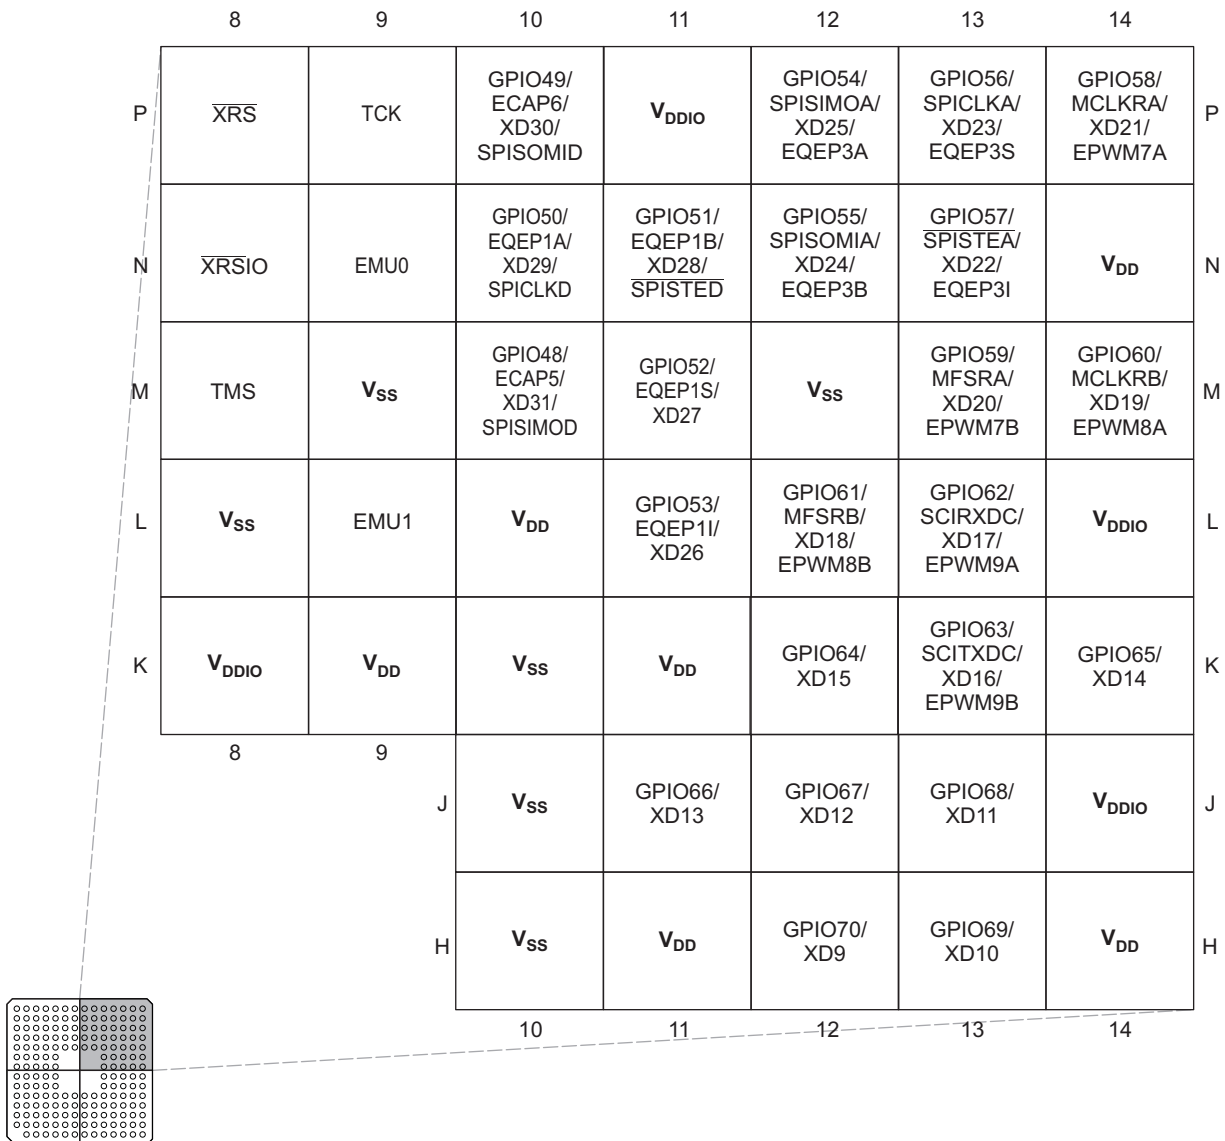 8 9 10 11 12 13 14
P
XRS
TCK
GPIO49/
ECAP6/
XD30/
SPISOMID
VDDIO
GPIO54/
SPISIMOA/
XD25/
EQEP3A
GPIO56/
SPICLKA/
XD23/
EQEP3S
GPIO58/
MCLKRA/
XD21/
EPWM7A
P
N
XRSIO
EMU0
GPIO50/
EQEP1A/
XD29/
SPICLKD
GPIO51/
EQEP1B/
XD28/
SPISTED
GPIO55/
SPISOMIA/
XD24/
EQEP3B
GPIO57/
SPISTEA/
XD22/
EQEP3I
VDD
N
M
TMS
VSS
GPIO48/
ECAP5/
XD31/
SPISIMOD
GPIO52/
EQEP1S/
XD27
VSS
GPIO59/
MFSRA/
XD20/
EPWM7B
GPIO60/
MCLKRB/
XD19/
EPWM8A
M
L
VSS
EMU1
VDD
GPIO53/
EQEP1I/
XD26
GPIO61/
MFSRB/
XD18/
EPWM8B
GPIO62/
SCIRXDC/
XD17/
EPWM9A
VDDIO
L
K
VDDIO
VDD
VSS
VDD
GPIO64/
XD15
GPIO63/
SCITXDC/
XD16/
EPWM9B
GPIO65/
XD14
K
8 9
J
VSS
GPIO66/
XD13
GPIO67/
XD12
GPIO68/
XD11
VDDIO
J
H
VSS
VDD
GPIO70/
XD9
GPIO69/
XD10
VDD
H
10 11 12 13 14